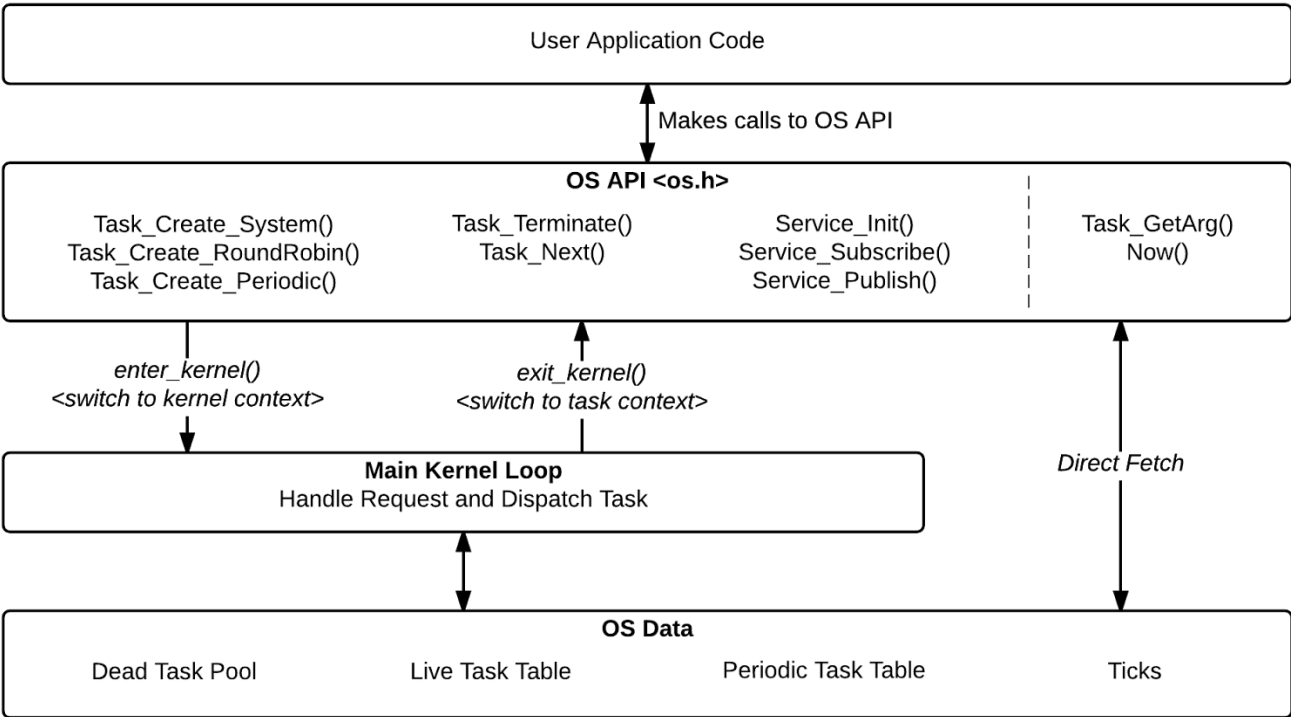 User Application Code
Makes calls to OS API
OS API <os.h>
Task_Create_System()
Task_Create_RoundRobin()
Task_Create_Periodic()
Task_Terminate()
Task_Next()
Service_Init()
Service_Subscribe()
Service_Publish()
Task_GetArg()
Now()
enter_kernel()
<switch to kernel context>
exit_kernel()
<switch to task context>
Direct Fetch
Main Kernel Loop
Handle Request and Dispatch Task
OS Data
Dead Task Pool
Live Task Table
Periodic Task Table
Ticks